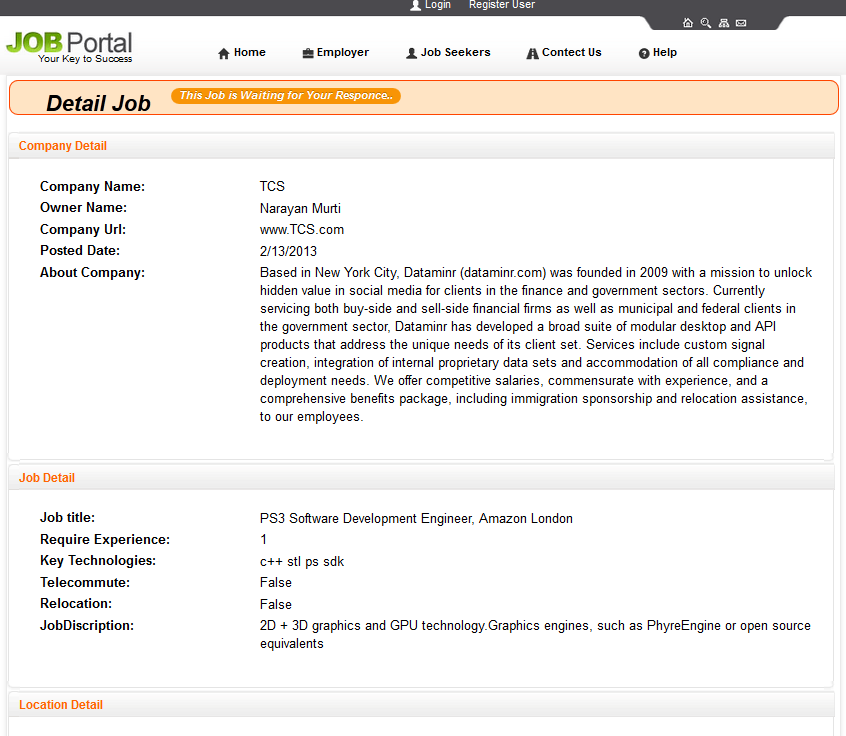 Login Register User
JOB Portal
Your Key to Success
Home Employer Job Seekers Contact Us Help
Detail Job This Job is Waiting for Your Responce..
Company Detail
Company Name: TCS
Owner Name: Narayan Murti
Company Url: www.TCS.com
Posted Date: 2/13/2013
About Company: Based in New York City, Dataminr (dataminr.com) was founded in 2009 with a mission to unlock
hidden value in social media for clients in the finance and government sectors. Currently
servicing both buy-side and sell-side financial firms as well as municipal and federal clients in
the government sector, Dataminr has developed a broad suite of modular desktop and API
products that address the unique needs of its client set. Services include custom signal
creation, integration of internal proprietary data sets and accommodation of all compliance and
deployment needs. We offer competitive salaries, commensurate with experience, and a
comprehensive benefits package, including immigration sponsorship and relocation assistance,
to our employees.
Job Detail
Job title: PS3 Software Development Engineer, Amazon London
Require Experience: 1
Key Technologies: c++ stl ps sdk
Telecommute: False
Relocation: False
JobDiscription: 2D + 3D graphics and GPU technology.Graphics engines, such as PhyreEngine or open source
equivalents
Location Detail